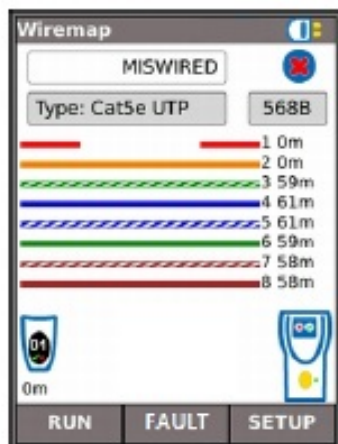 Wiremap
MISWIRED
Type: Cat5e UTP 568B
1 0m
2 0m
3 59m
4 61m
5 61m
6 59m
7 58m
8 58m
01
0m
RUN FAULT SETUP